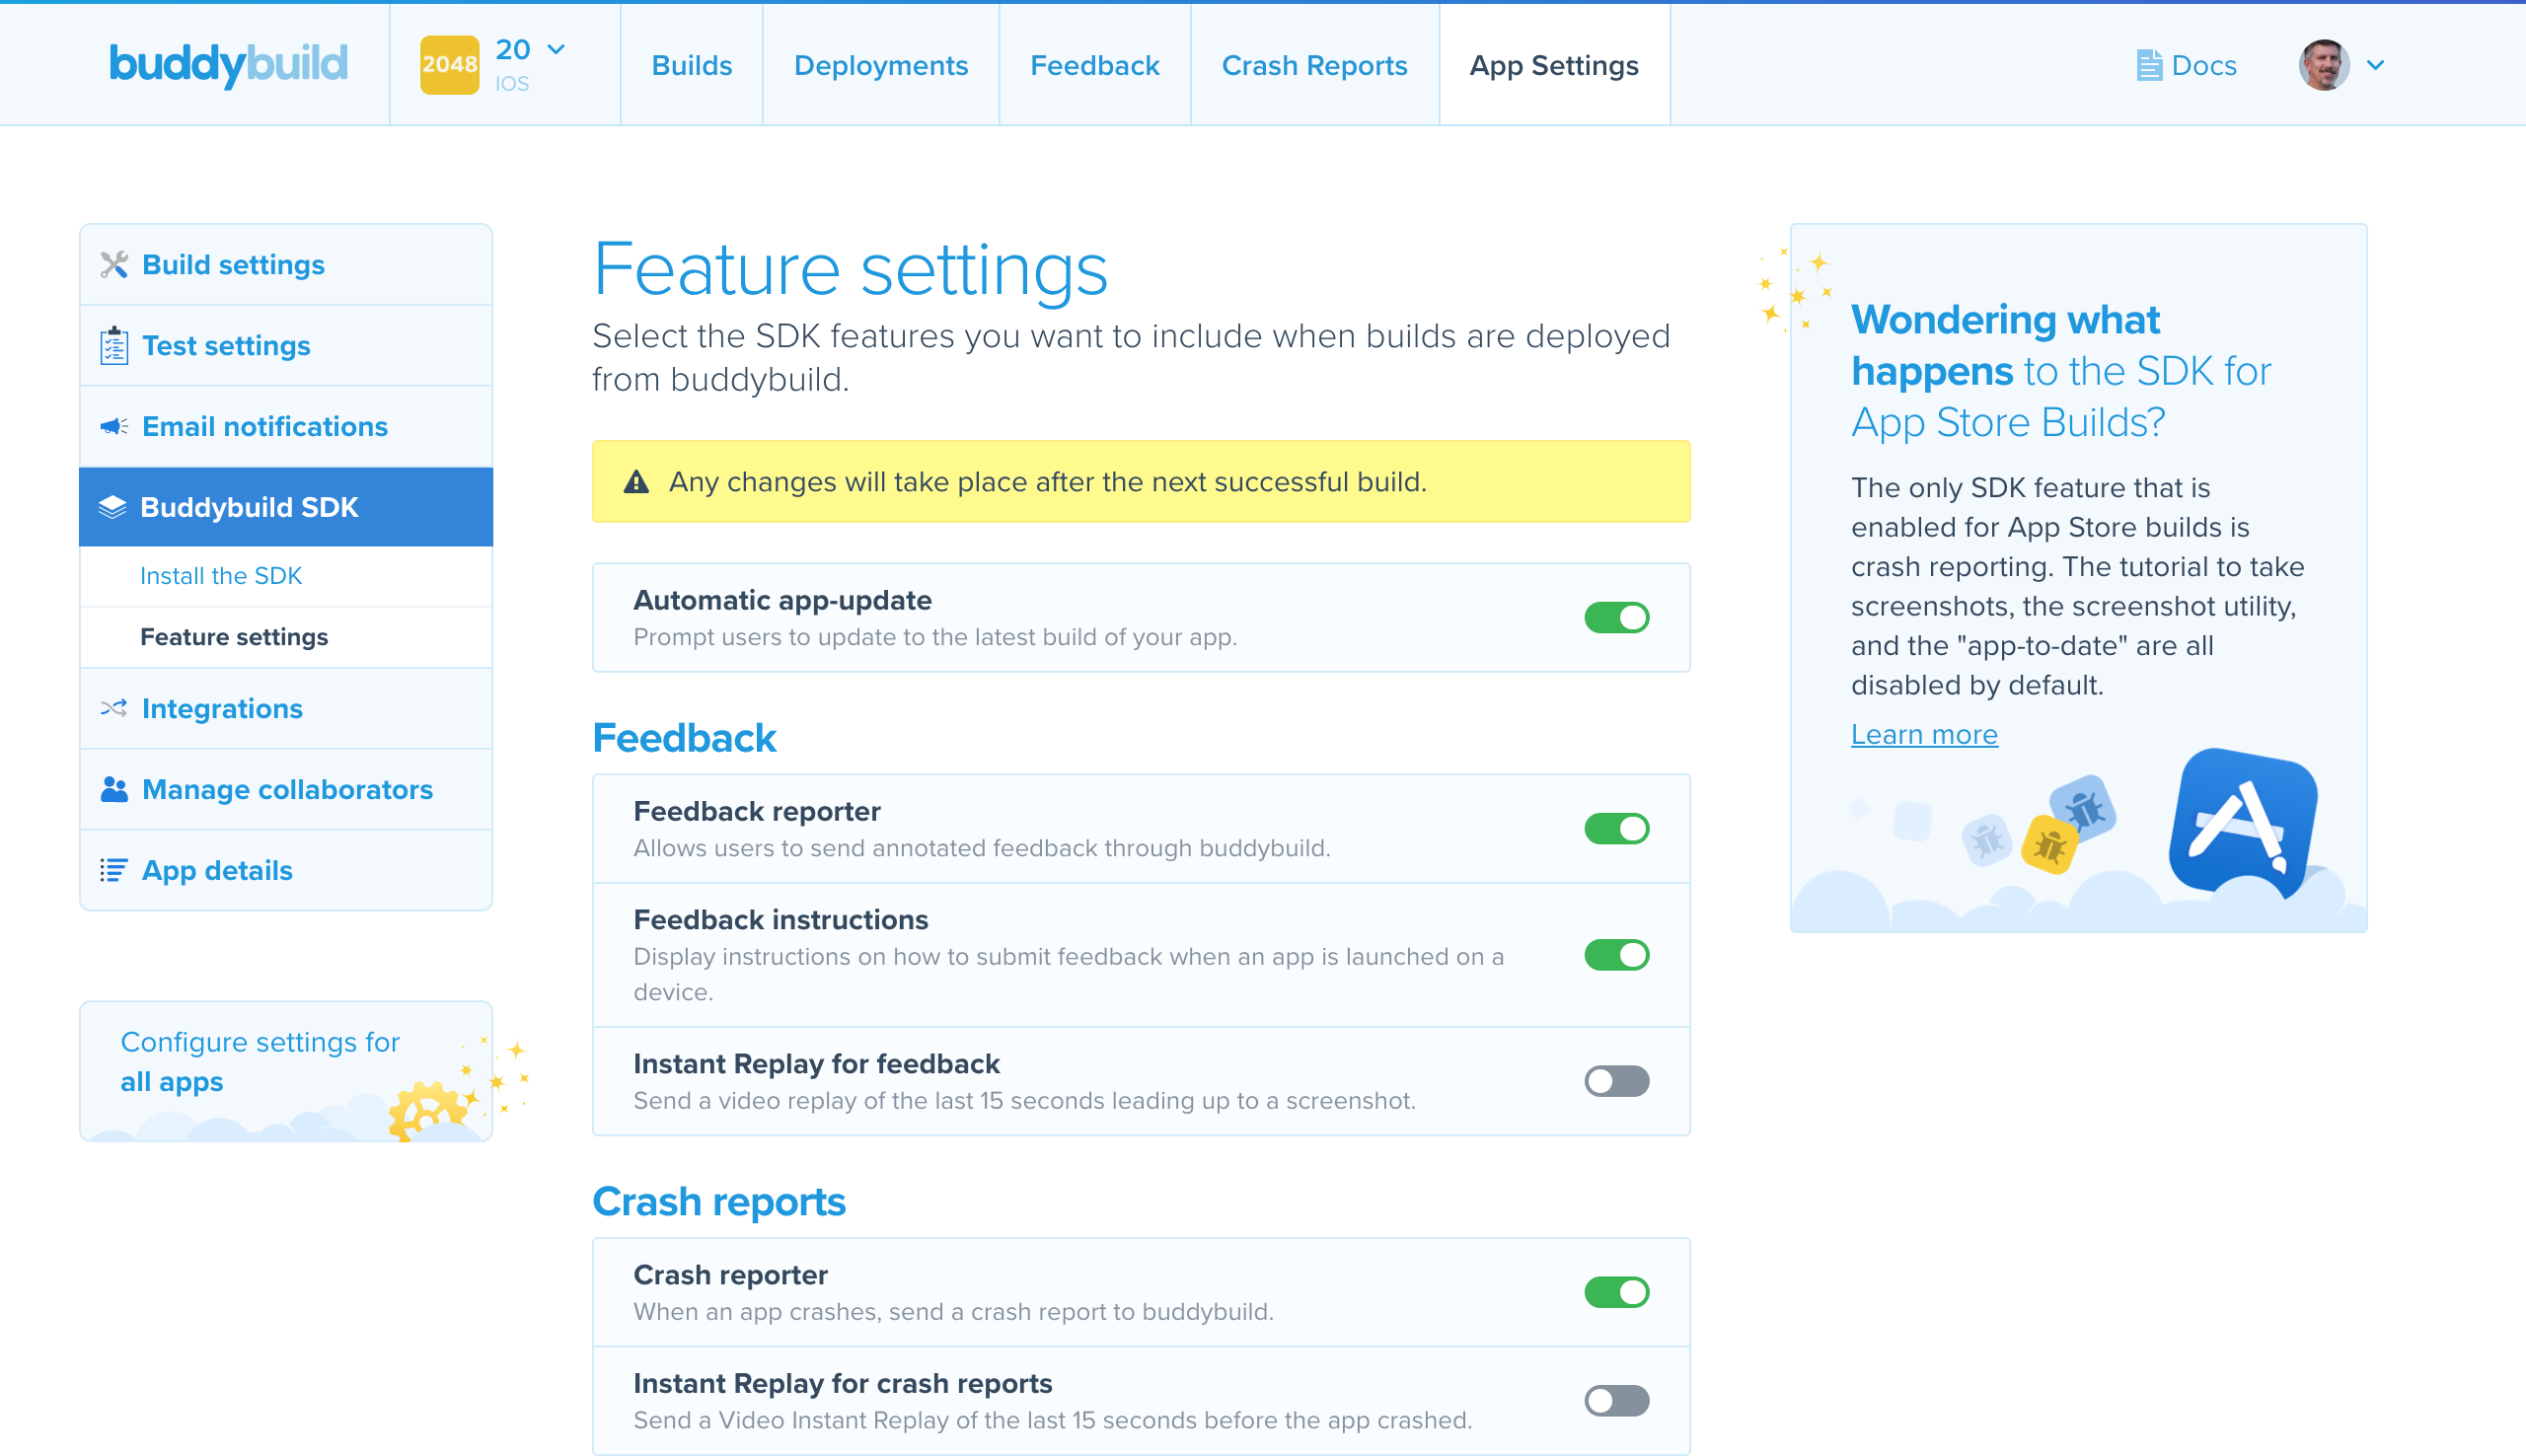 buddybuild
2048
20
IOS
Builds
Deployments
Feedback
Crash Reports
App Settings
Docs
Build settings
Test settings
Email notifications
Buddybuild SDK
Install the SDK
Feature settings
Integrations
Manage collaborators
App details
Configure settings for
all apps
Feature settings
Select the SDK features you want to include when builds are deployed
from buddybuild.
Any changes will take place after the next successful build.
Automatic app-update
Prompt users to update to the latest build of your app.
Feedback
Feedback reporter
Allows users to send annotated feedback through buddybuild.
Feedback instructions
Display instructions on how to submit feedback when an app is launched on a
device.
Instant Replay for feedback
Send a video replay of the last 15 seconds leading up to a screenshot.
Crash reports
Crash reporter
When an app crashes, send a crash report to buddybuild.
Instant Replay for crash reports
Send a Video Instant Replay of the last 15 seconds before the app crashed.
Wondering what
happens to the SDK for
App Store Builds?
The only SDK feature that is
enabled for App Store builds is
crash reporting. The tutorial to take
screenshots, the screenshot utility,
and the "app-to-date" are all
disabled by default.
Learn more